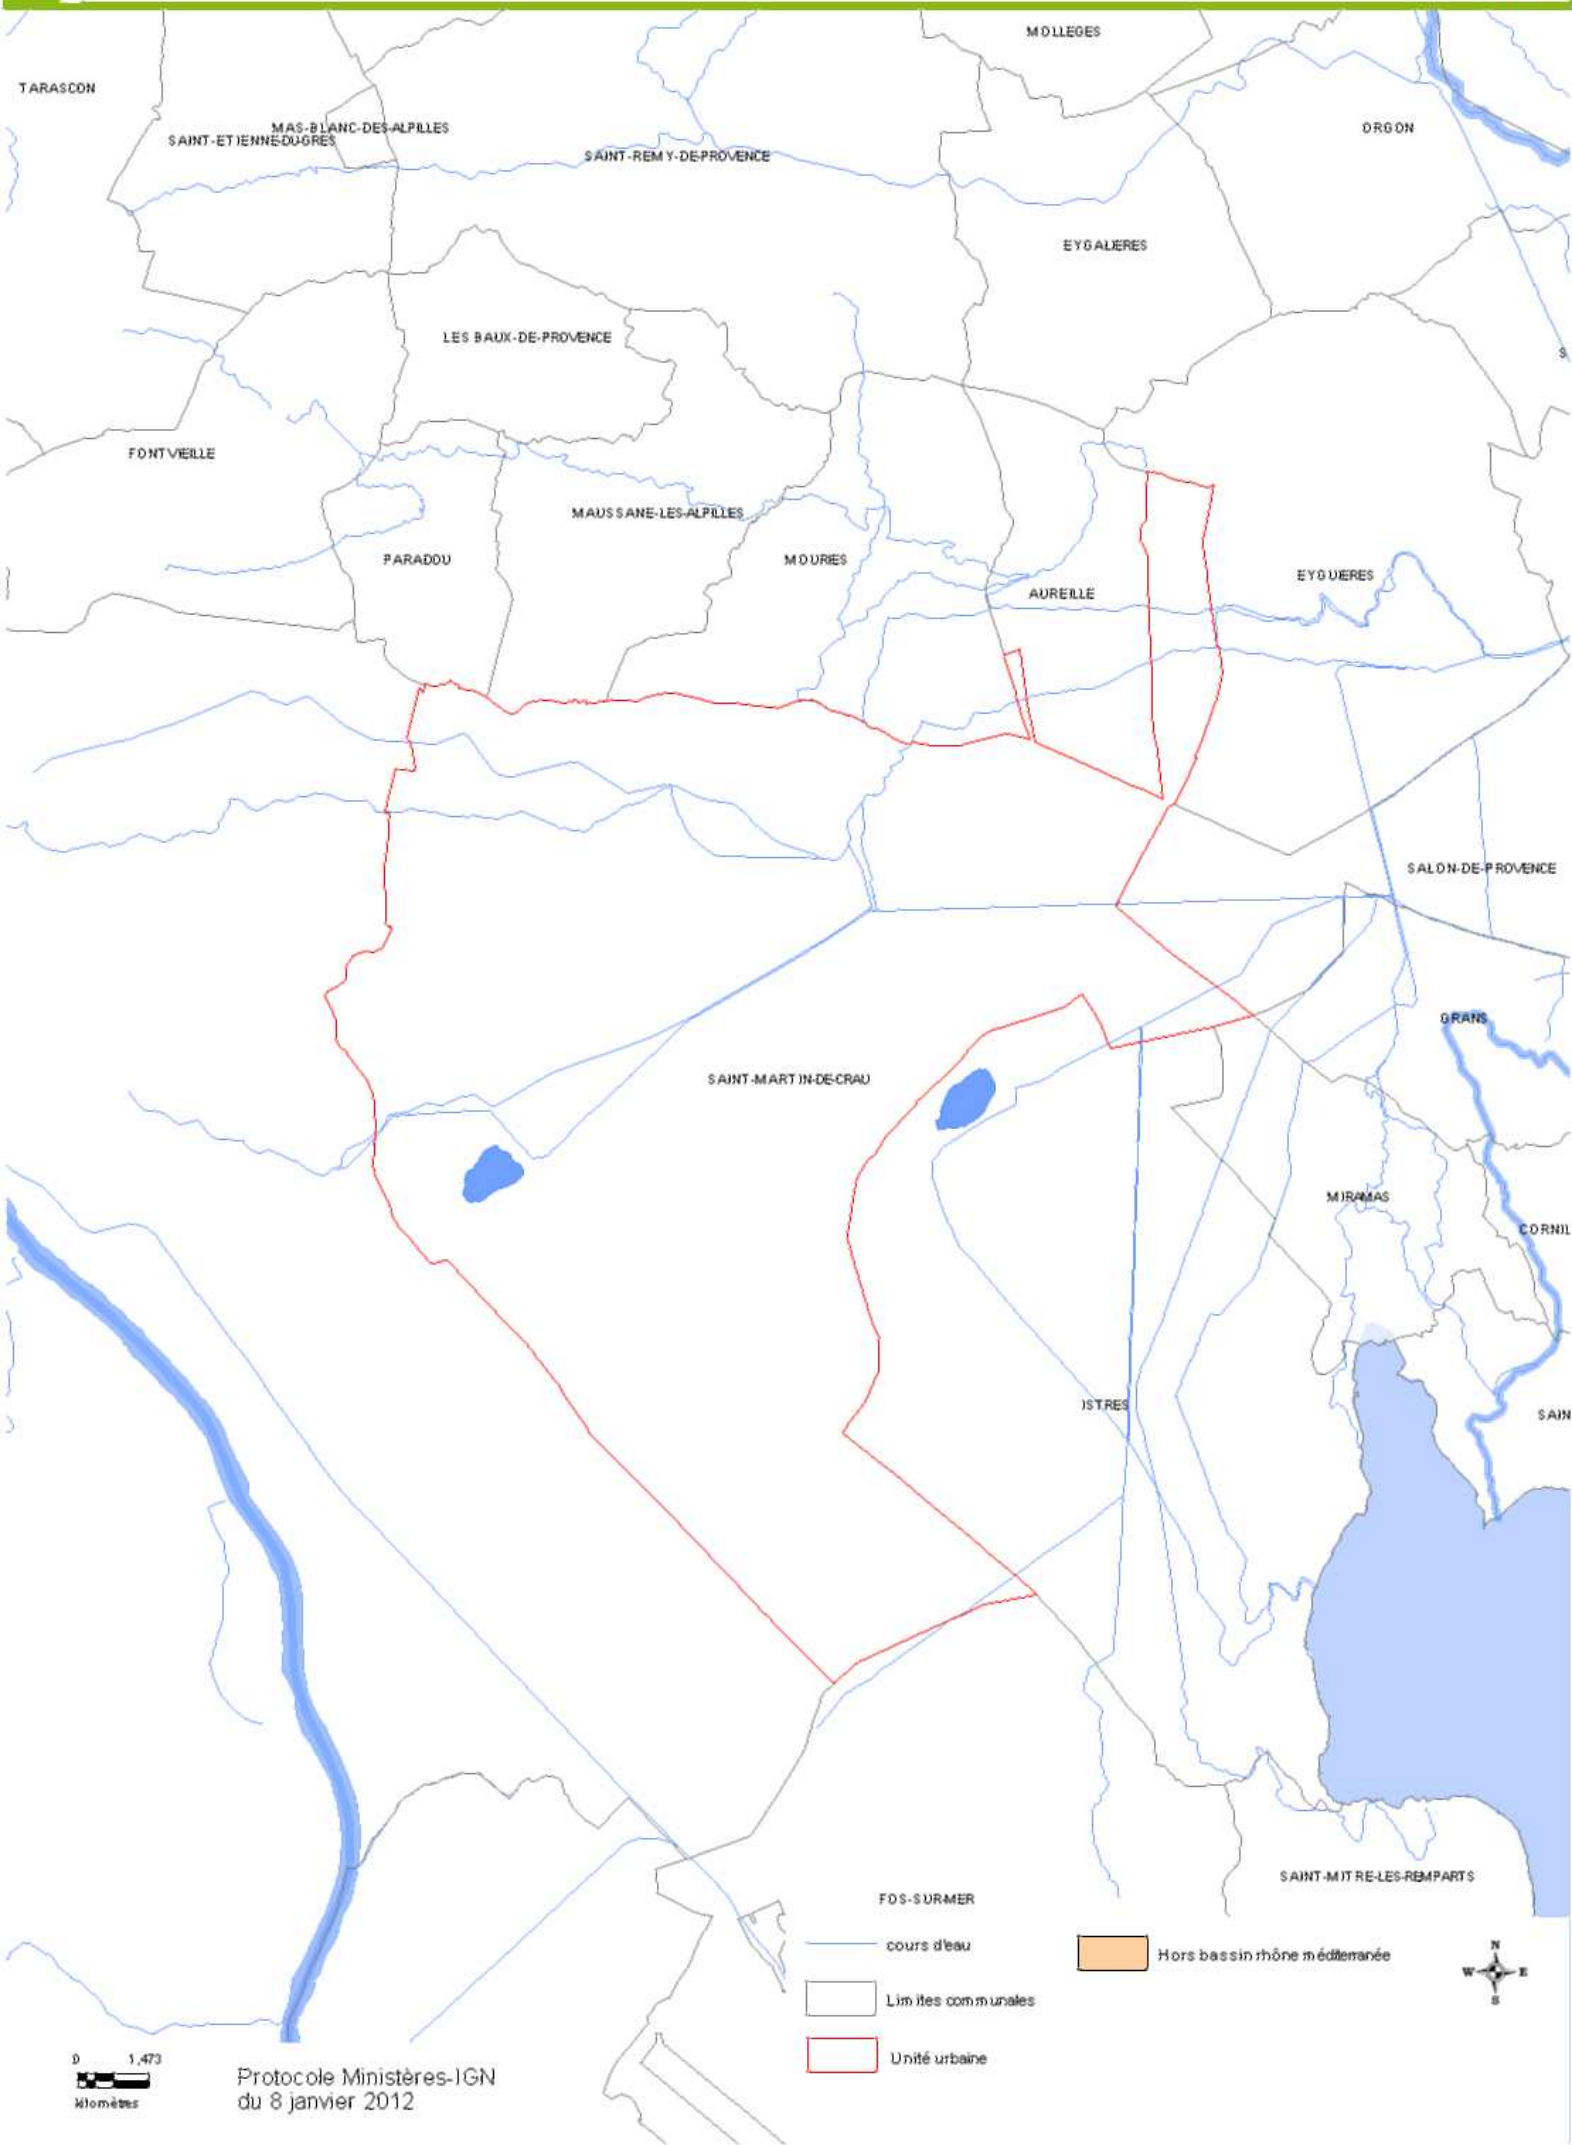 MOLLEGES
TARASCON
MAS-BLANC-DES-ALPILLES
ORGON
SAINT-ETIENNE-DU-GRES
SAINT-REMY-DE-PROVENCE
EYGALIERES
LES BAUX-DE-PROVENCE
S
FONTVIEILLE
MAUSSANE-LES-ALPILLES
PARADOU
MOURIES
EYGUIERES
AUREILLE
SALON-DE-PROVENCE
GRANS
SAINT-MARTIN-DE-CRAU
MIRAMAS
CORNIL
ISTRES
SAIN
SAINT-MITRE-LES-REMPARTS
FOS-SUR-MER
cours d'eau
Hors bassin rhône méditerranée
N
W E
S
Limites communales
Unité urbaine
0 1,473
kilomètres
Protocole Ministères-IGN
du 8 janvier 2012